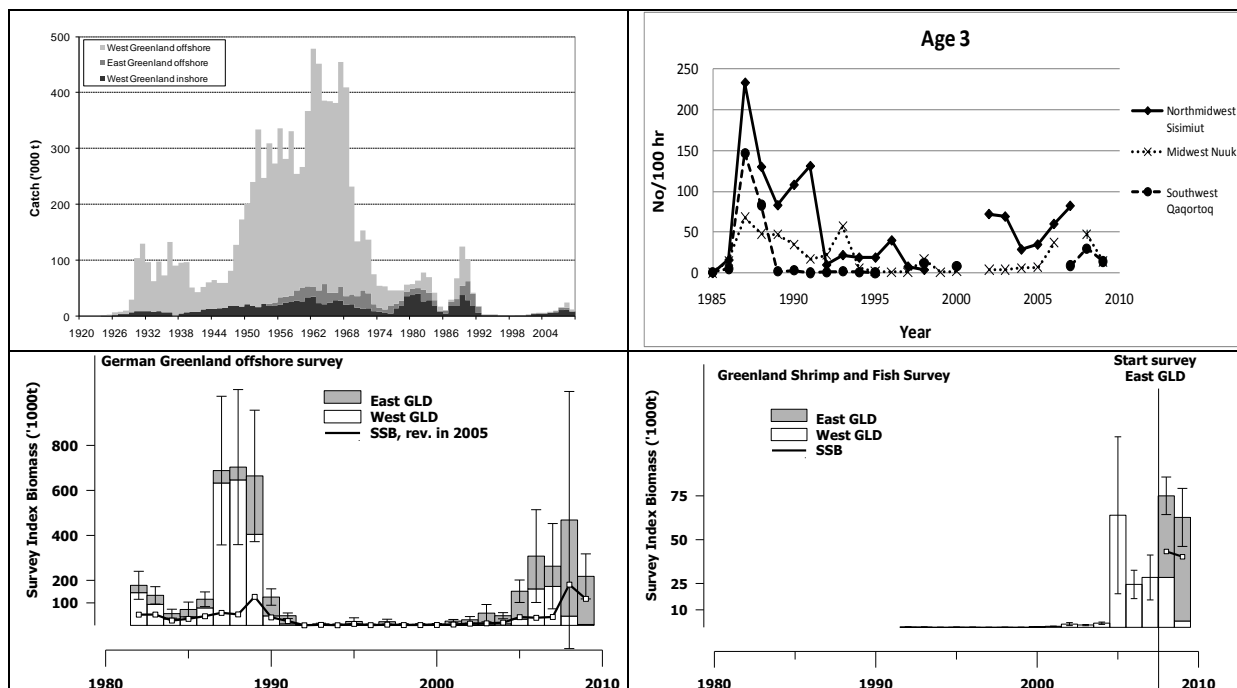 500
400
300
200
100
0
Catch ('000 t)
West Greenland offshore
East Greenland offshore
West Greenland inshore
1920 1926 1932 1938 1944 1950 1956 1962 1968 1974 1980 1986 1992 1998 2004
Age 3
250
200
150
100
50
0
No/100 hr
Northmidwest
Sisimiut
Midwest Nuuk
Southwest
Qaqortoq
1985 1990 1995 2000 2005 2010
Year
German Greenland offshore survey
East GLD
West GLD
SSB, rev. in 2005
Survey Index Biomass ('1000t)
800
600
400
200
100
1980 1990 2000 2010
Start survey
East GLD
Greenland Shrimp and Fish Survey
East GLD
West GLD
SSB
Survey Index Biomass ('1000t)
75
50
25
10
1980 1990 2000 2010